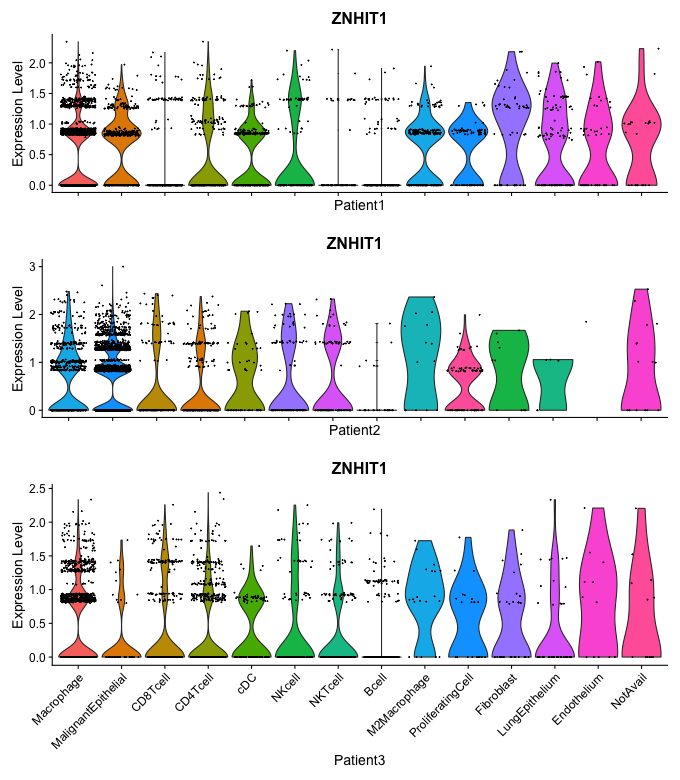 ZNHIT1
Expression Level
2.0
1.5
1.0
0.5
0.0
Patient1
ZNHIT1
Expression Level
3
2
1
0
Patient2
ZNHIT1
Expression Level
2.5
2.0
1.5
1.0
0.5
0.0
Macrophage
MalignantEpithelial
CD8Tcell
CD4Tcell
cDC
NKcell
NKTcell
Bcell
M2Macrophage
ProliferatingCell
Fibroblast
LungEpithelium
Endothelium
NotAvail
Patient3